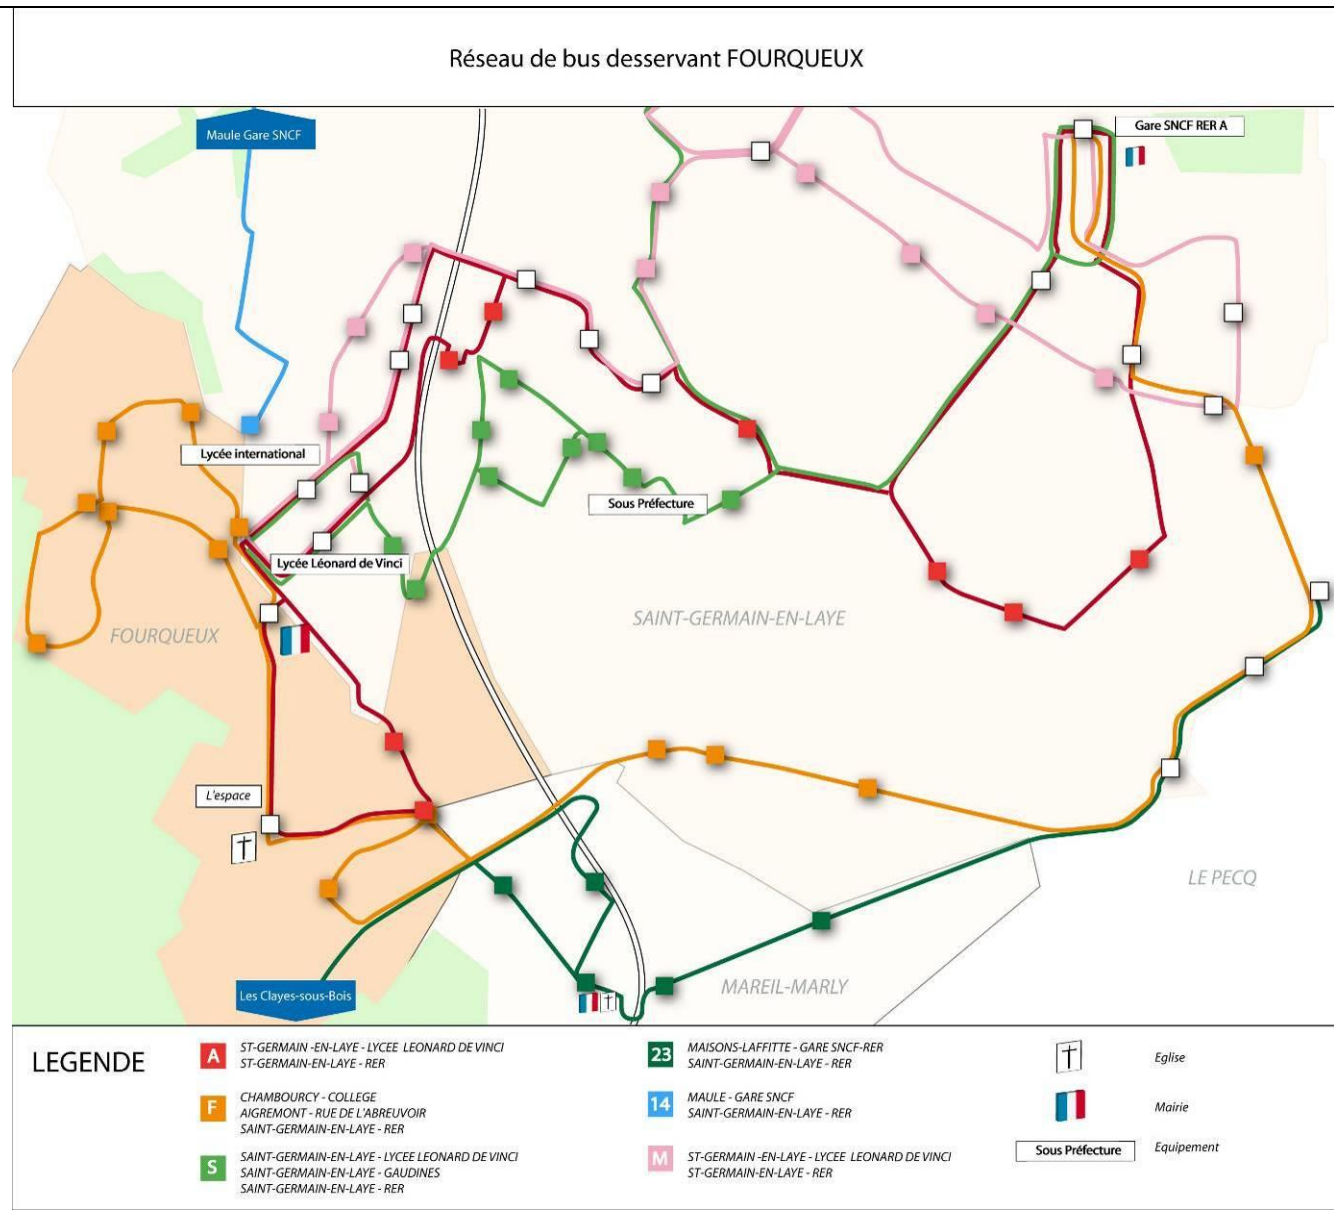 Réseau de bus desservant FOURQUEUX
Maule Gare SNCF
Gare SNCF RER A
Lycée international
Sous Préfecture
Lycée Léonard de Vinci
FOURQUEUX
SAINT-GERMAIN-EN-LAYE
L'espace
LE PECQ
Les Clayes-sous-Bois
MAREIL-MARLY
LEGENDE
A
ST-GERMAIN -EN-LAYE - LYCEE LEONARD DE VINCI
ST-GERMAIN-EN-LAYE - RER
F
CHAMBOURCY - COLLEGE
AIGREMONT - RUE DE L'ABREUVOIR
SAINT-GERMAIN-EN-LAYE - RER
S
SAINT-GERMAIN-EN-LAYE - LYCEE LEONARD DE VINCI
SAINT-GERMAIN-EN-LAYE - GAUDINES
SAINT-GERMAIN-EN-LAYE - RER
23
MAISONS-LAFFITTE - GARE SNCF-RER
SAINT-GERMAIN-EN-LAYE - RER
14
MAULE - GARE SNCF
SAINT-GERMAIN-EN-LAYE - RER
M
ST-GERMAIN -EN-LAYE - LYCEE LEONARD DE VINCI
ST-GERMAIN-EN-LAYE - RER
Eglise
Mairie
Sous Préfecture
Equipement